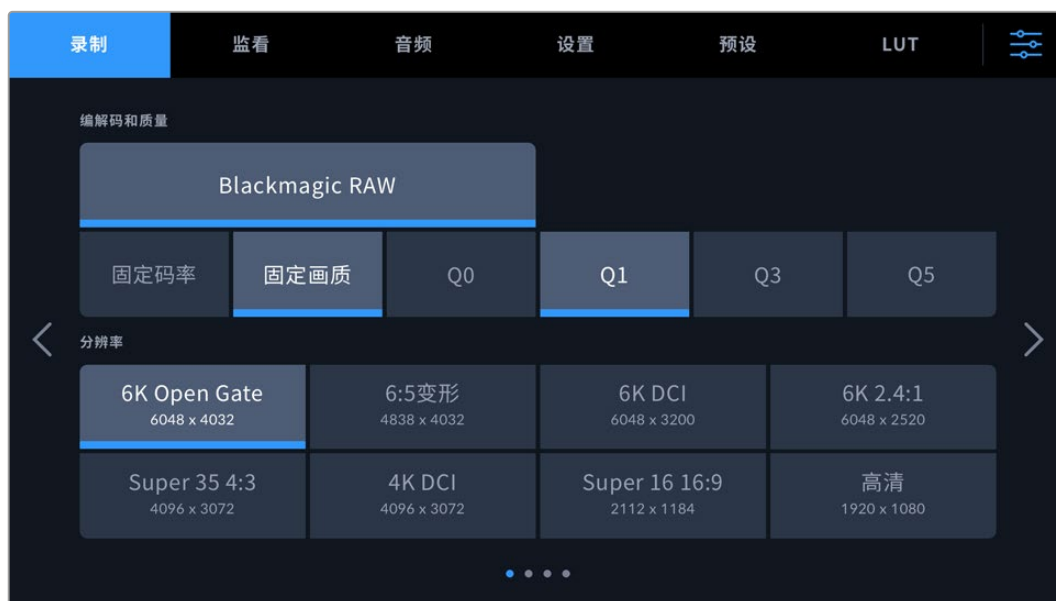 录制 监看 音频 设置 预设 LUT
编解码和质量
Blackmagic RAW
固定码率 固定画质 Q0 Q1 Q3 Q5
分辨率
6K Open Gate 6:5变形 6K DCI 6K 2.4:1
6048 x 4032 4838 x 4032 6048 x 3200 6048 x 2520
Super 35 4:3 4K DCI Super 16 16:9 高清
4096 x 3072 4096 x 3072 2112 x 1184 1920 x 1080